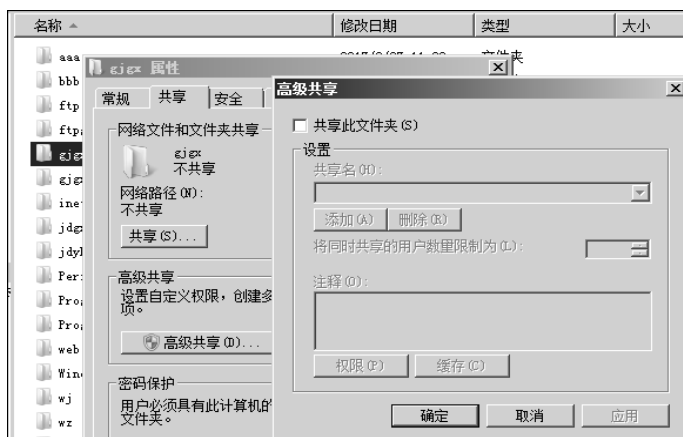 名称 修改日期 类型 大小
aaa
bbb
ftp
gjgx 属性
常规 共享 安全
网络文件和文件夹共享
gjgx
不共享
网络路径(N):
不共享
共享(S)...
高级共享
设置自定义权限，创建多
项。
高级共享(D)...
密码保护
用户必须具有此计算机的
文件夹。
web
wj
wz
高级共享
共享此文件夹(S)
设置
共享名(H):
添加(A) 删除(R)
将同时共享的用户数量限制为(L):
注释(O):
权限(P) 缓存(C)
确定 取消 应用